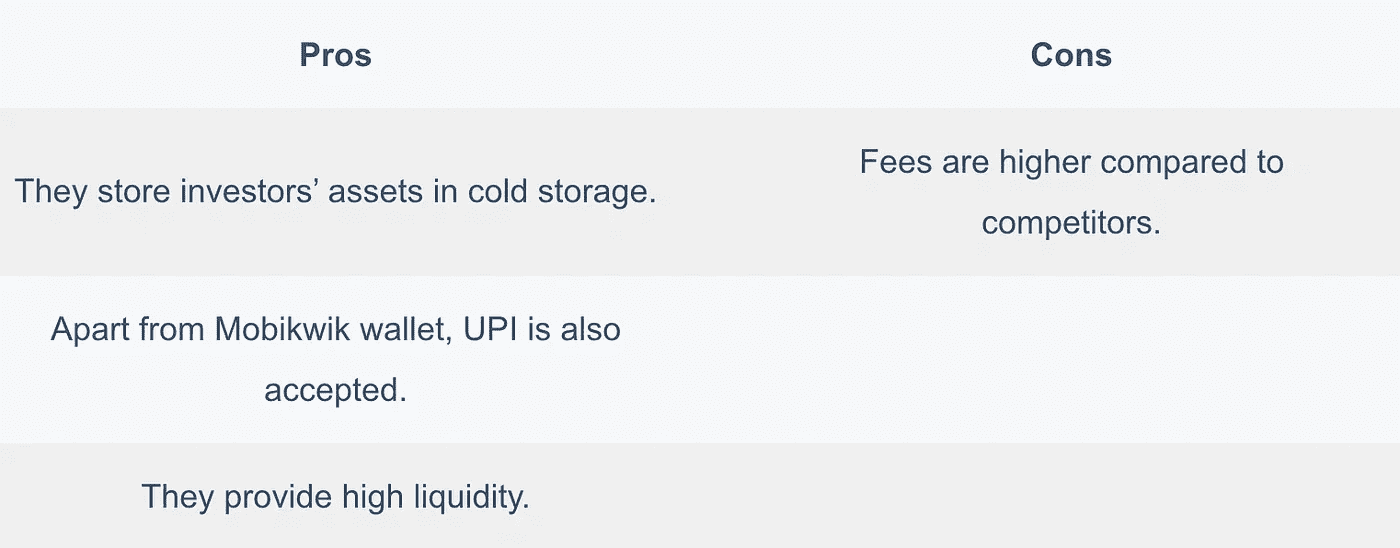 Pros
Cons
They store investors’ assets in cold storage.
Fees are higher compared to
competitors.
Apart from Mobikwik wallet, UPI is also
accepted.
They provide high liquidity.